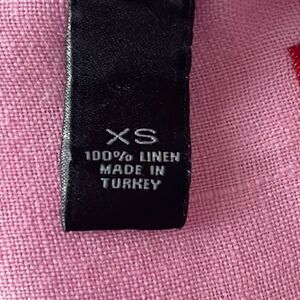 XS
100% LINEN
MADE IN
TURKEY